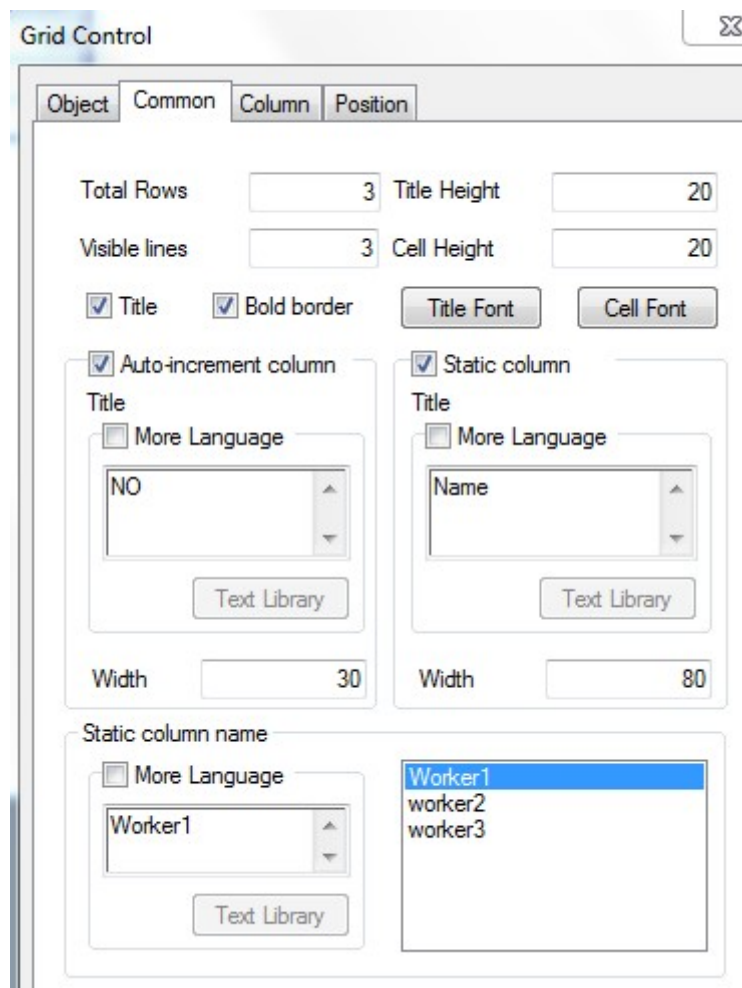 Grid Control
Object Common Column Position
Total Rows 3 Title Height 20
Visible lines 3 Cell Height 20
Title Bold border Title Font Cell Font
Auto-increment column Static column
Title Title
More Language More Language
NO Name
Text Library Text Library
Width 30 Width 80
Static column name
More Language Worker1
worker2
Worker1 worker3
Text Library